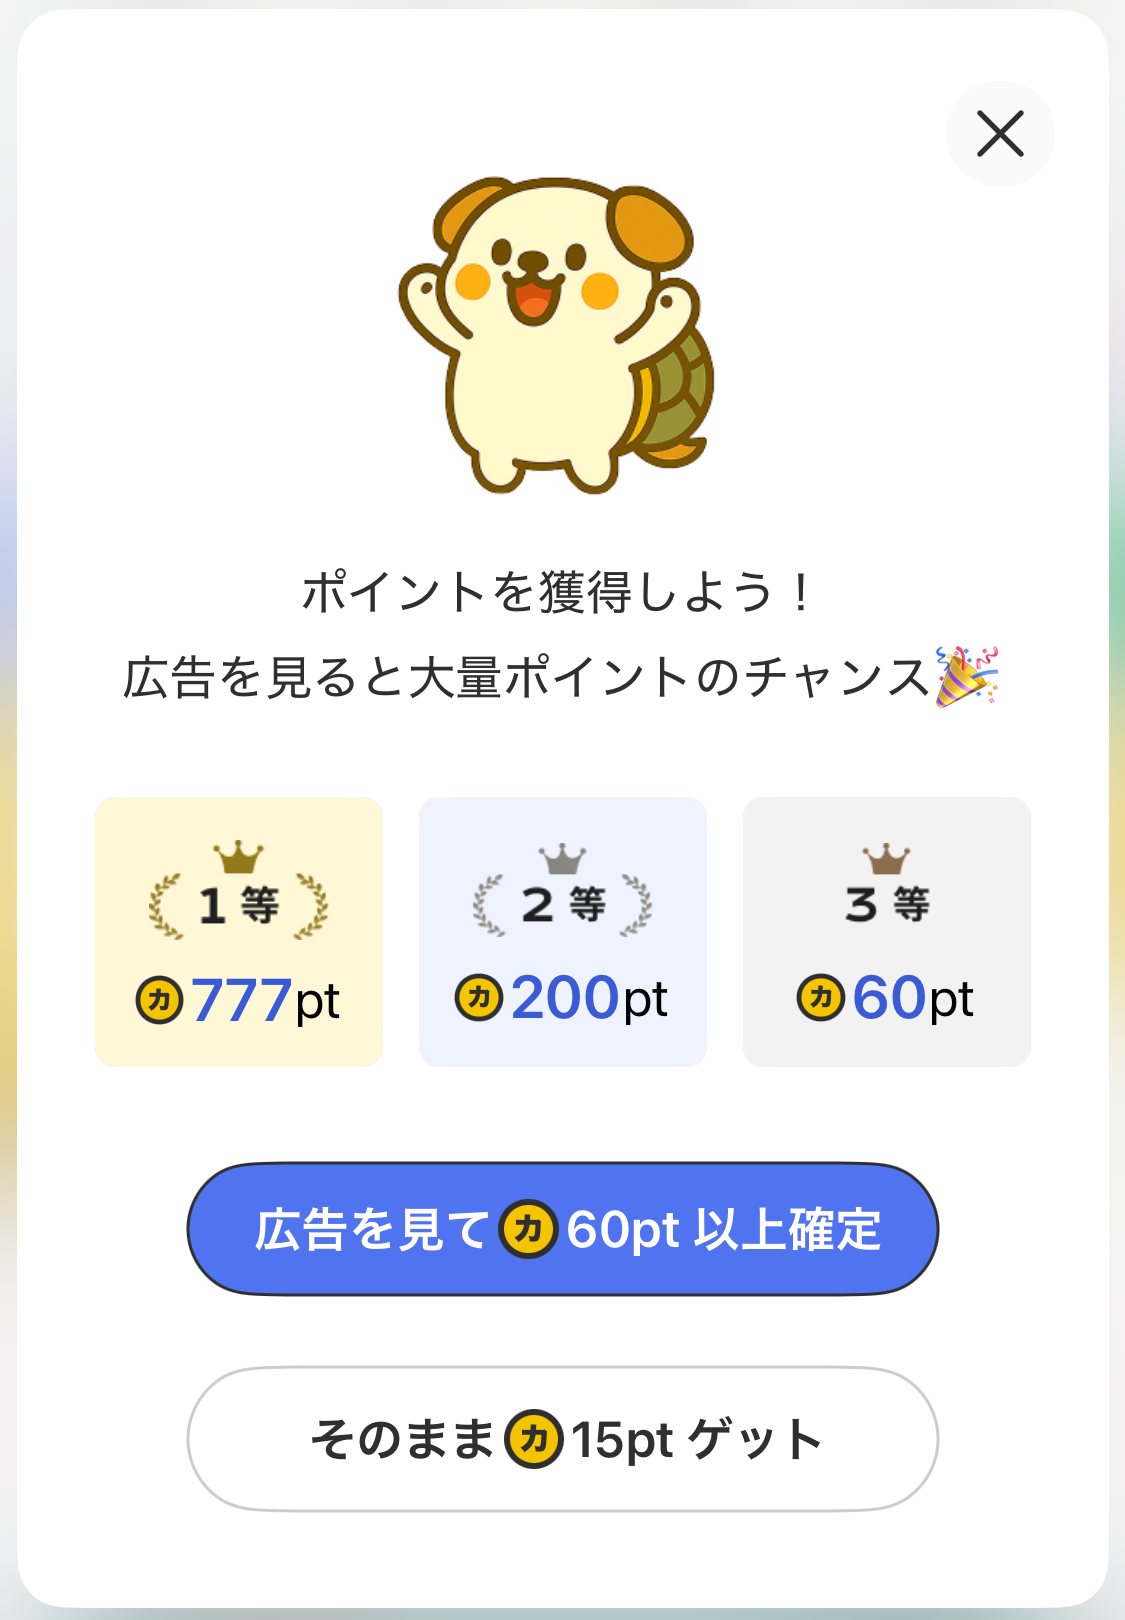 ポイントを獲得しよう！
広告を見ると大量ポイントのチャンス🎉
1等
カ777pt
2等
カ200pt
3等
カ60pt
広告を見てカ60pt 以上確定
そのままカ15pt ゲット